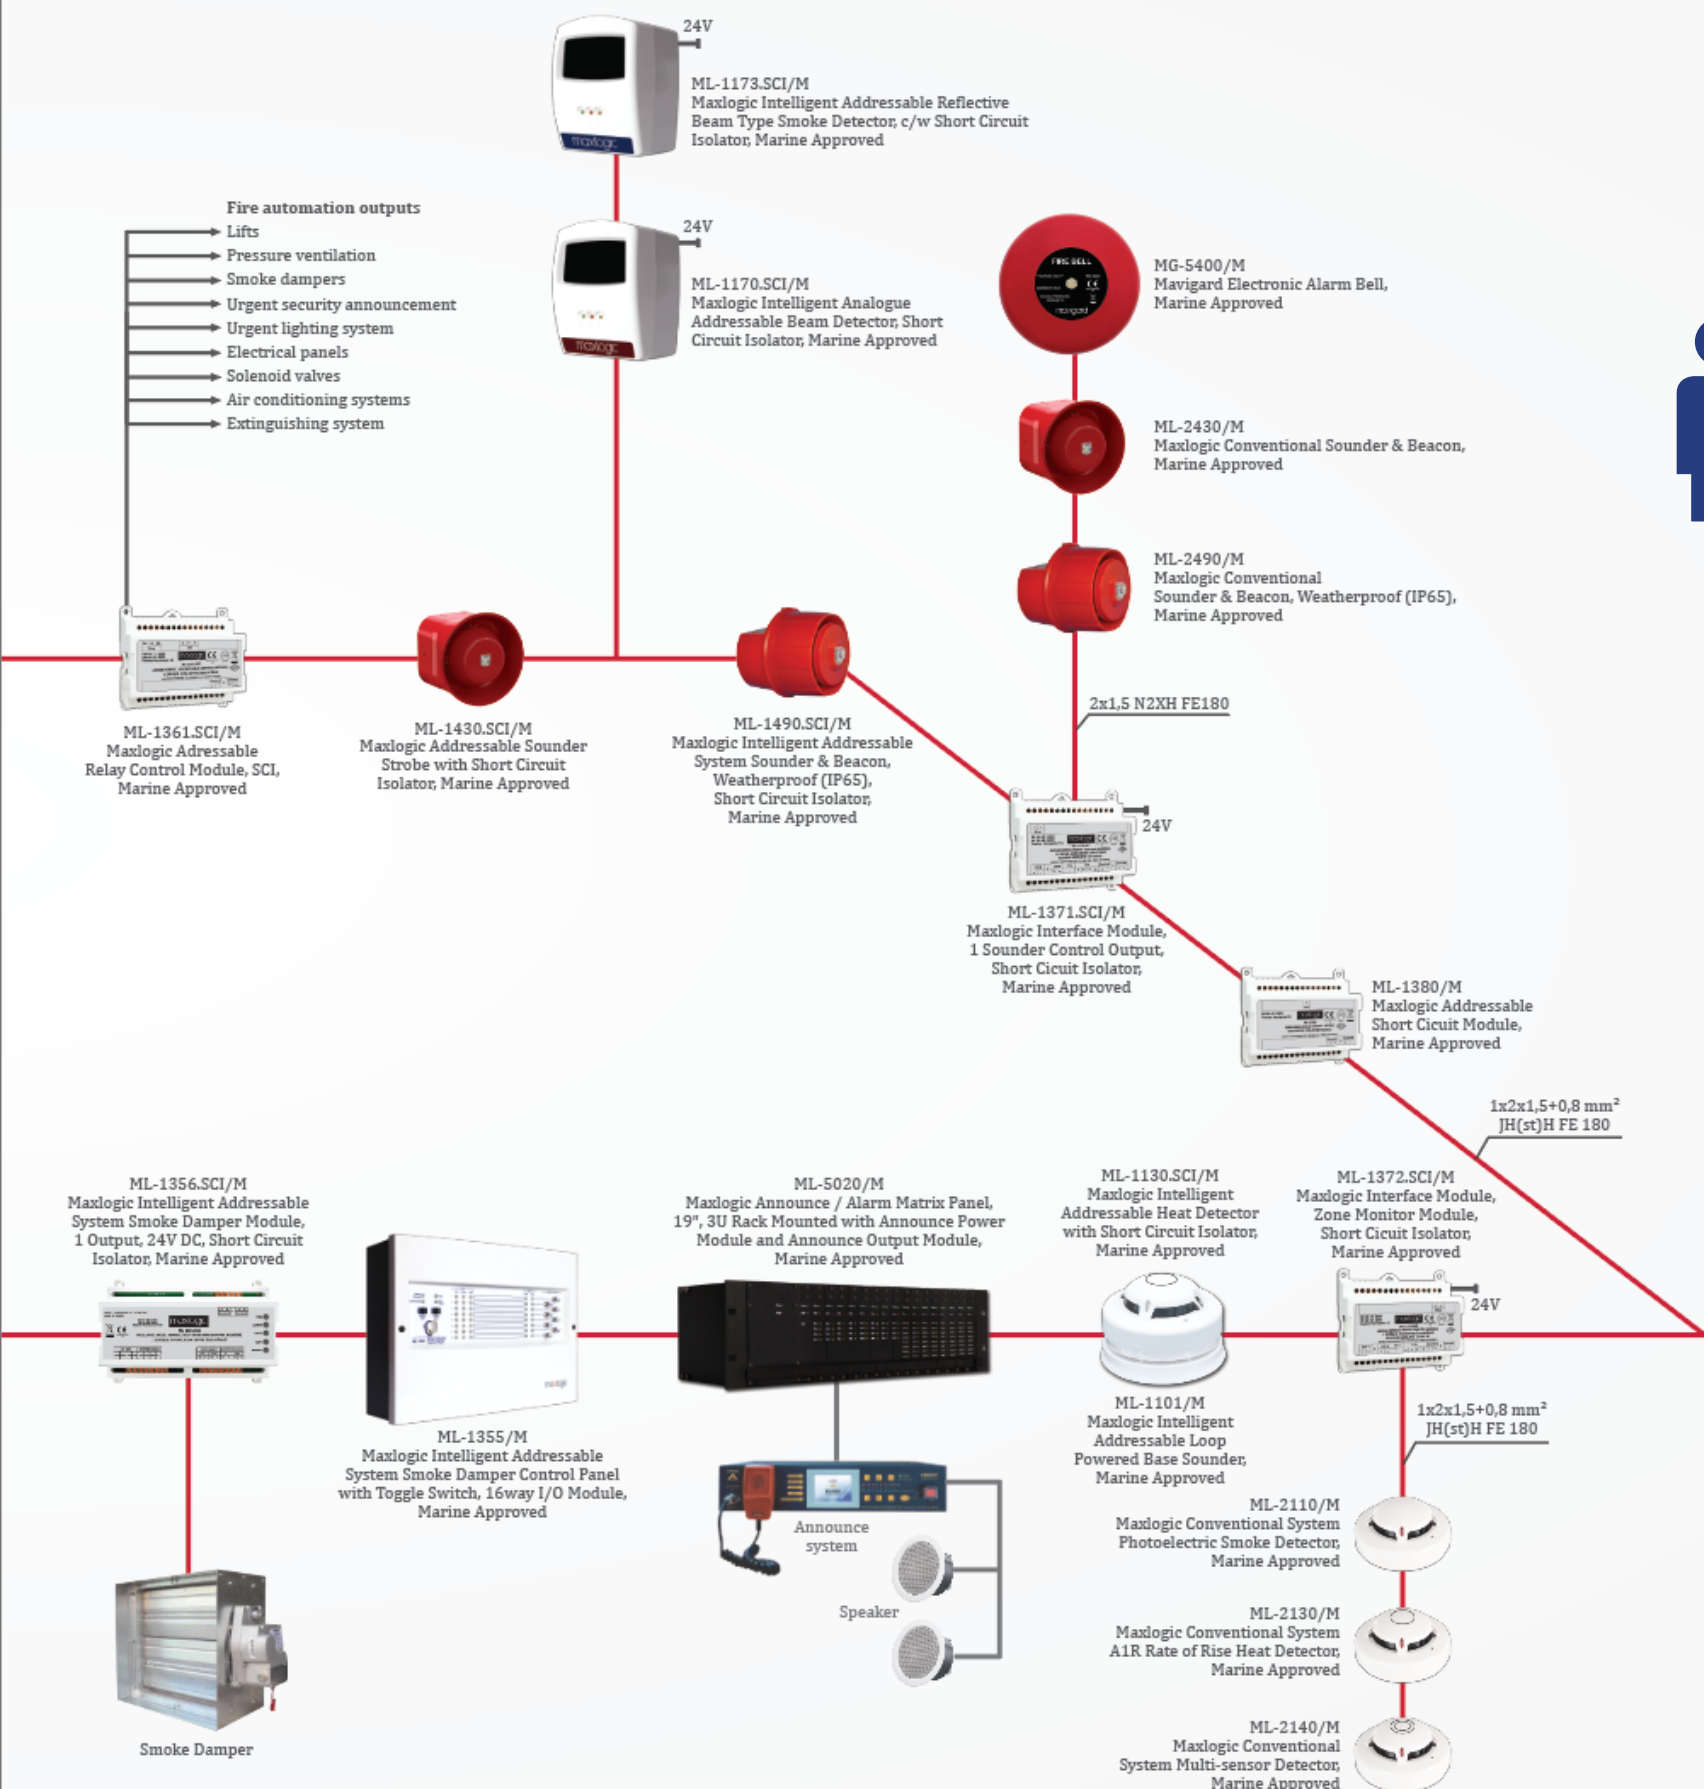 24V
ML-1173.SCI/M
Maxlogic Intelligent Addressable Reflective
Beam Type Smoke Detector, c/w Short Circuit
Isolator, Marine Approved
maxlogic
Fire automation outputs
Lifts
Pressure ventilation
Smoke dampers
Urgent security announcement
Urgent lighting system
Electrical panels
Solenoid valves
Air conditioning systems
Extinguishing system
24V
ML-1170.SCI/M
Maxlogic Intelligent Analogue
Addressable Beam Detector, Short
Circuit Isolator, Marine Approved
maxlogic
FIRE BELL
mavigard
MG-5400/M
Mavigard Electronic Alarm Bell,
Marine Approved
ML-2430/M
Maxlogic Conventional Sounder & Beacon,
Marine Approved
ML-2490/M
Maxlogic Conventional
Sounder & Beacon, Weatherproof (IP65),
Marine Approved
2x1,5 N2XH FE180
ML-1361.SCI/M
Maxlogic Adressable
Relay Control Module, SCI,
Marine Approved
ML-1430.SCI/M
Maxlogic Addressable Sounder
Strobe with Short Circuit
Isolator, Marine Approved
ML-1490.SCI/M
Maxlogic Intelligent Addressable
System Sounder & Beacon,
Weatherproof (IP65),
Short Circuit Isolator,
Marine Approved
24V
ML-1371.SCI/M
Maxlogic Interface Module,
1 Sounder Control Output,
Short Cicuit Isolator,
Marine Approved
ML-1380/M
Maxlogic Addressable
Short Cicuit Module,
Marine Approved
1x2x1,5+0,8 mm²
JH(st)H FE 180
ML-1356.SCI/M
Maxlogic Intelligent Addressable
System Smoke Damper Module,
1 Output, 24V DC, Short Circuit
Isolator, Marine Approved
ML-5020/M
Maxlogic Announce / Alarm Matrix Panel,
19", 3U Rack Mounted with Announce Power
Module and Announce Output Module,
Marine Approved
ML-1130.SCI/M
Maxlogic Intelligent
Addressable Heat Detector
with Short Circuit Isolator,
Marine Approved
ML-1372.SCI/M
Maxlogic Interface Module,
Zone Monitor Module,
Short Cicuit Isolator,
Marine Approved
24V
ML-1355/M
Maxlogic Intelligent Addressable
System Smoke Damper Control Panel
with Toggle Switch, 16way I/O Module,
Marine Approved
ML-1101/M
Maxlogic Intelligent
Addressable Loop
Powered Base Sounder,
Marine Approved
1x2x1,5+0,8 mm²
JH(st)H FE 180
Announce
system
Speaker
ML-2110/M
Maxlogic Conventional System
Photoelectric Smoke Detector,
Marine Approved
ML-2130/M
Maxlogic Conventional System
A1R Rate of Rise Heat Detector,
Marine Approved
ML-2140/M
Maxlogic Conventional
System Multi-sensor Detector,
Marine Approved
Smoke Damper